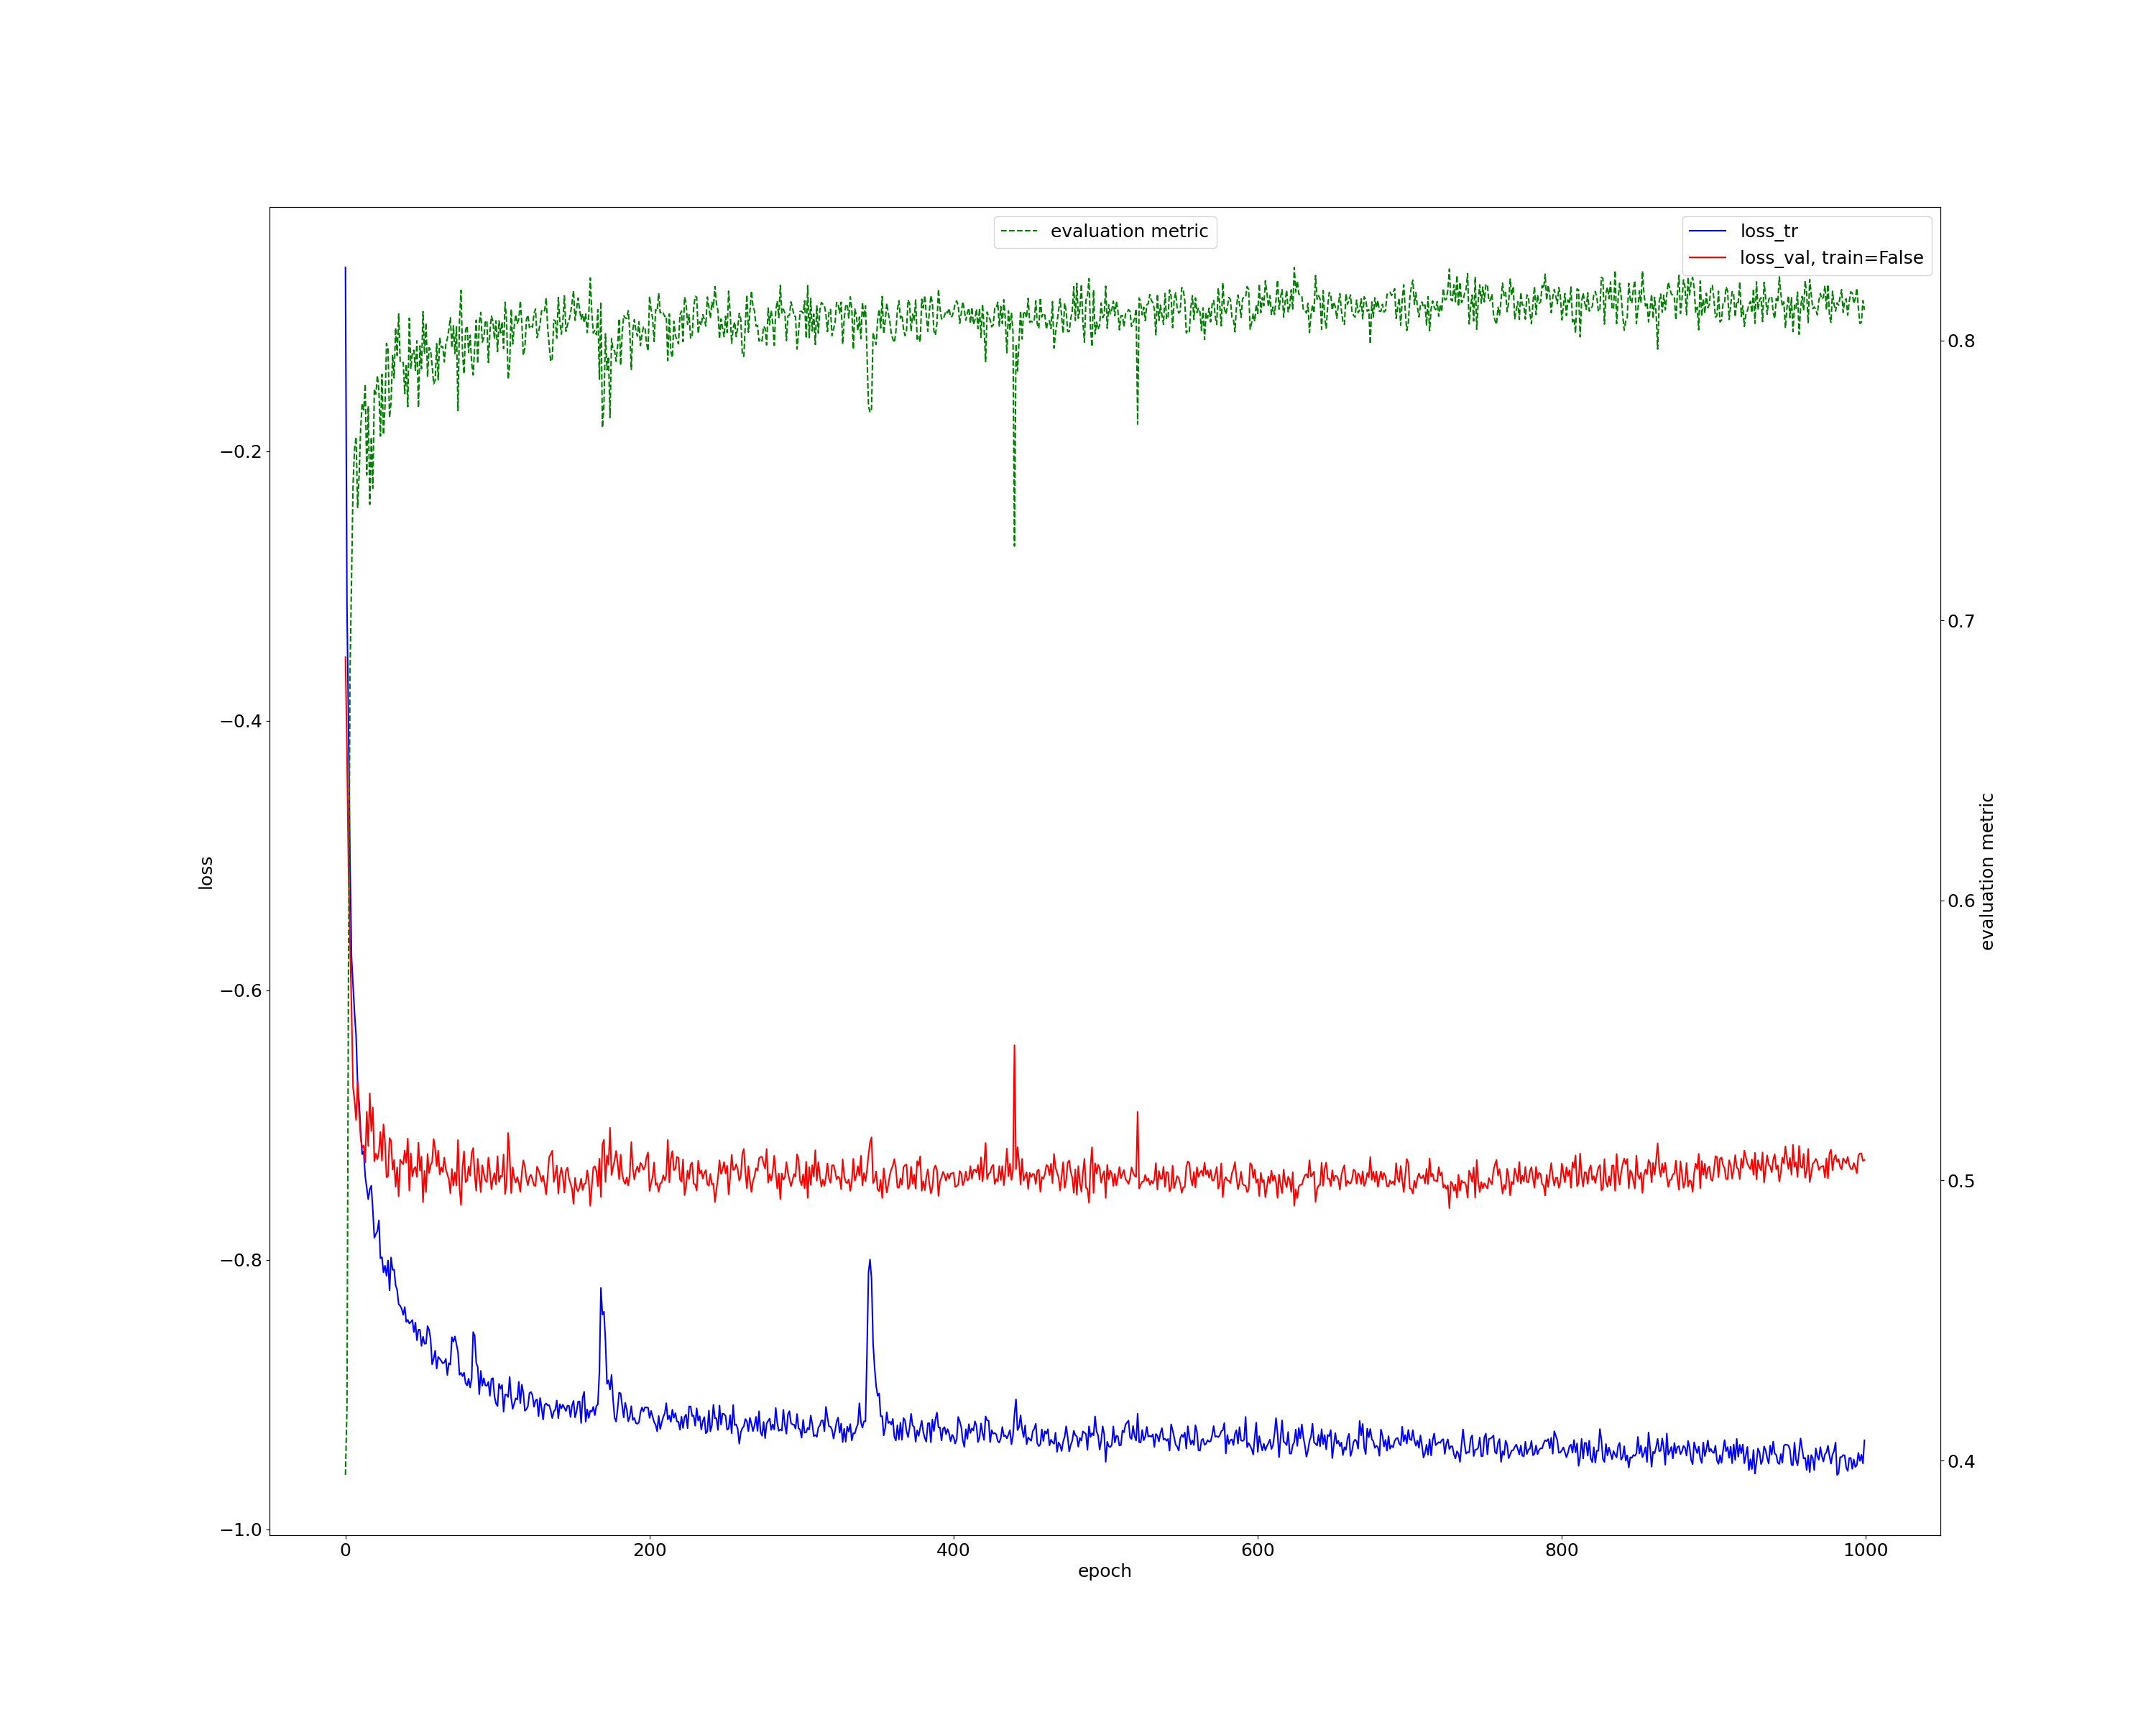 evaluation metric
loss_tr
loss_val, train=False
−0.2
−0.4
−0.6
−0.8
−1.0
loss
0.8
0.7
0.6
0.5
0.4
evaluation metric
0 200 400 600 800 1000
epoch